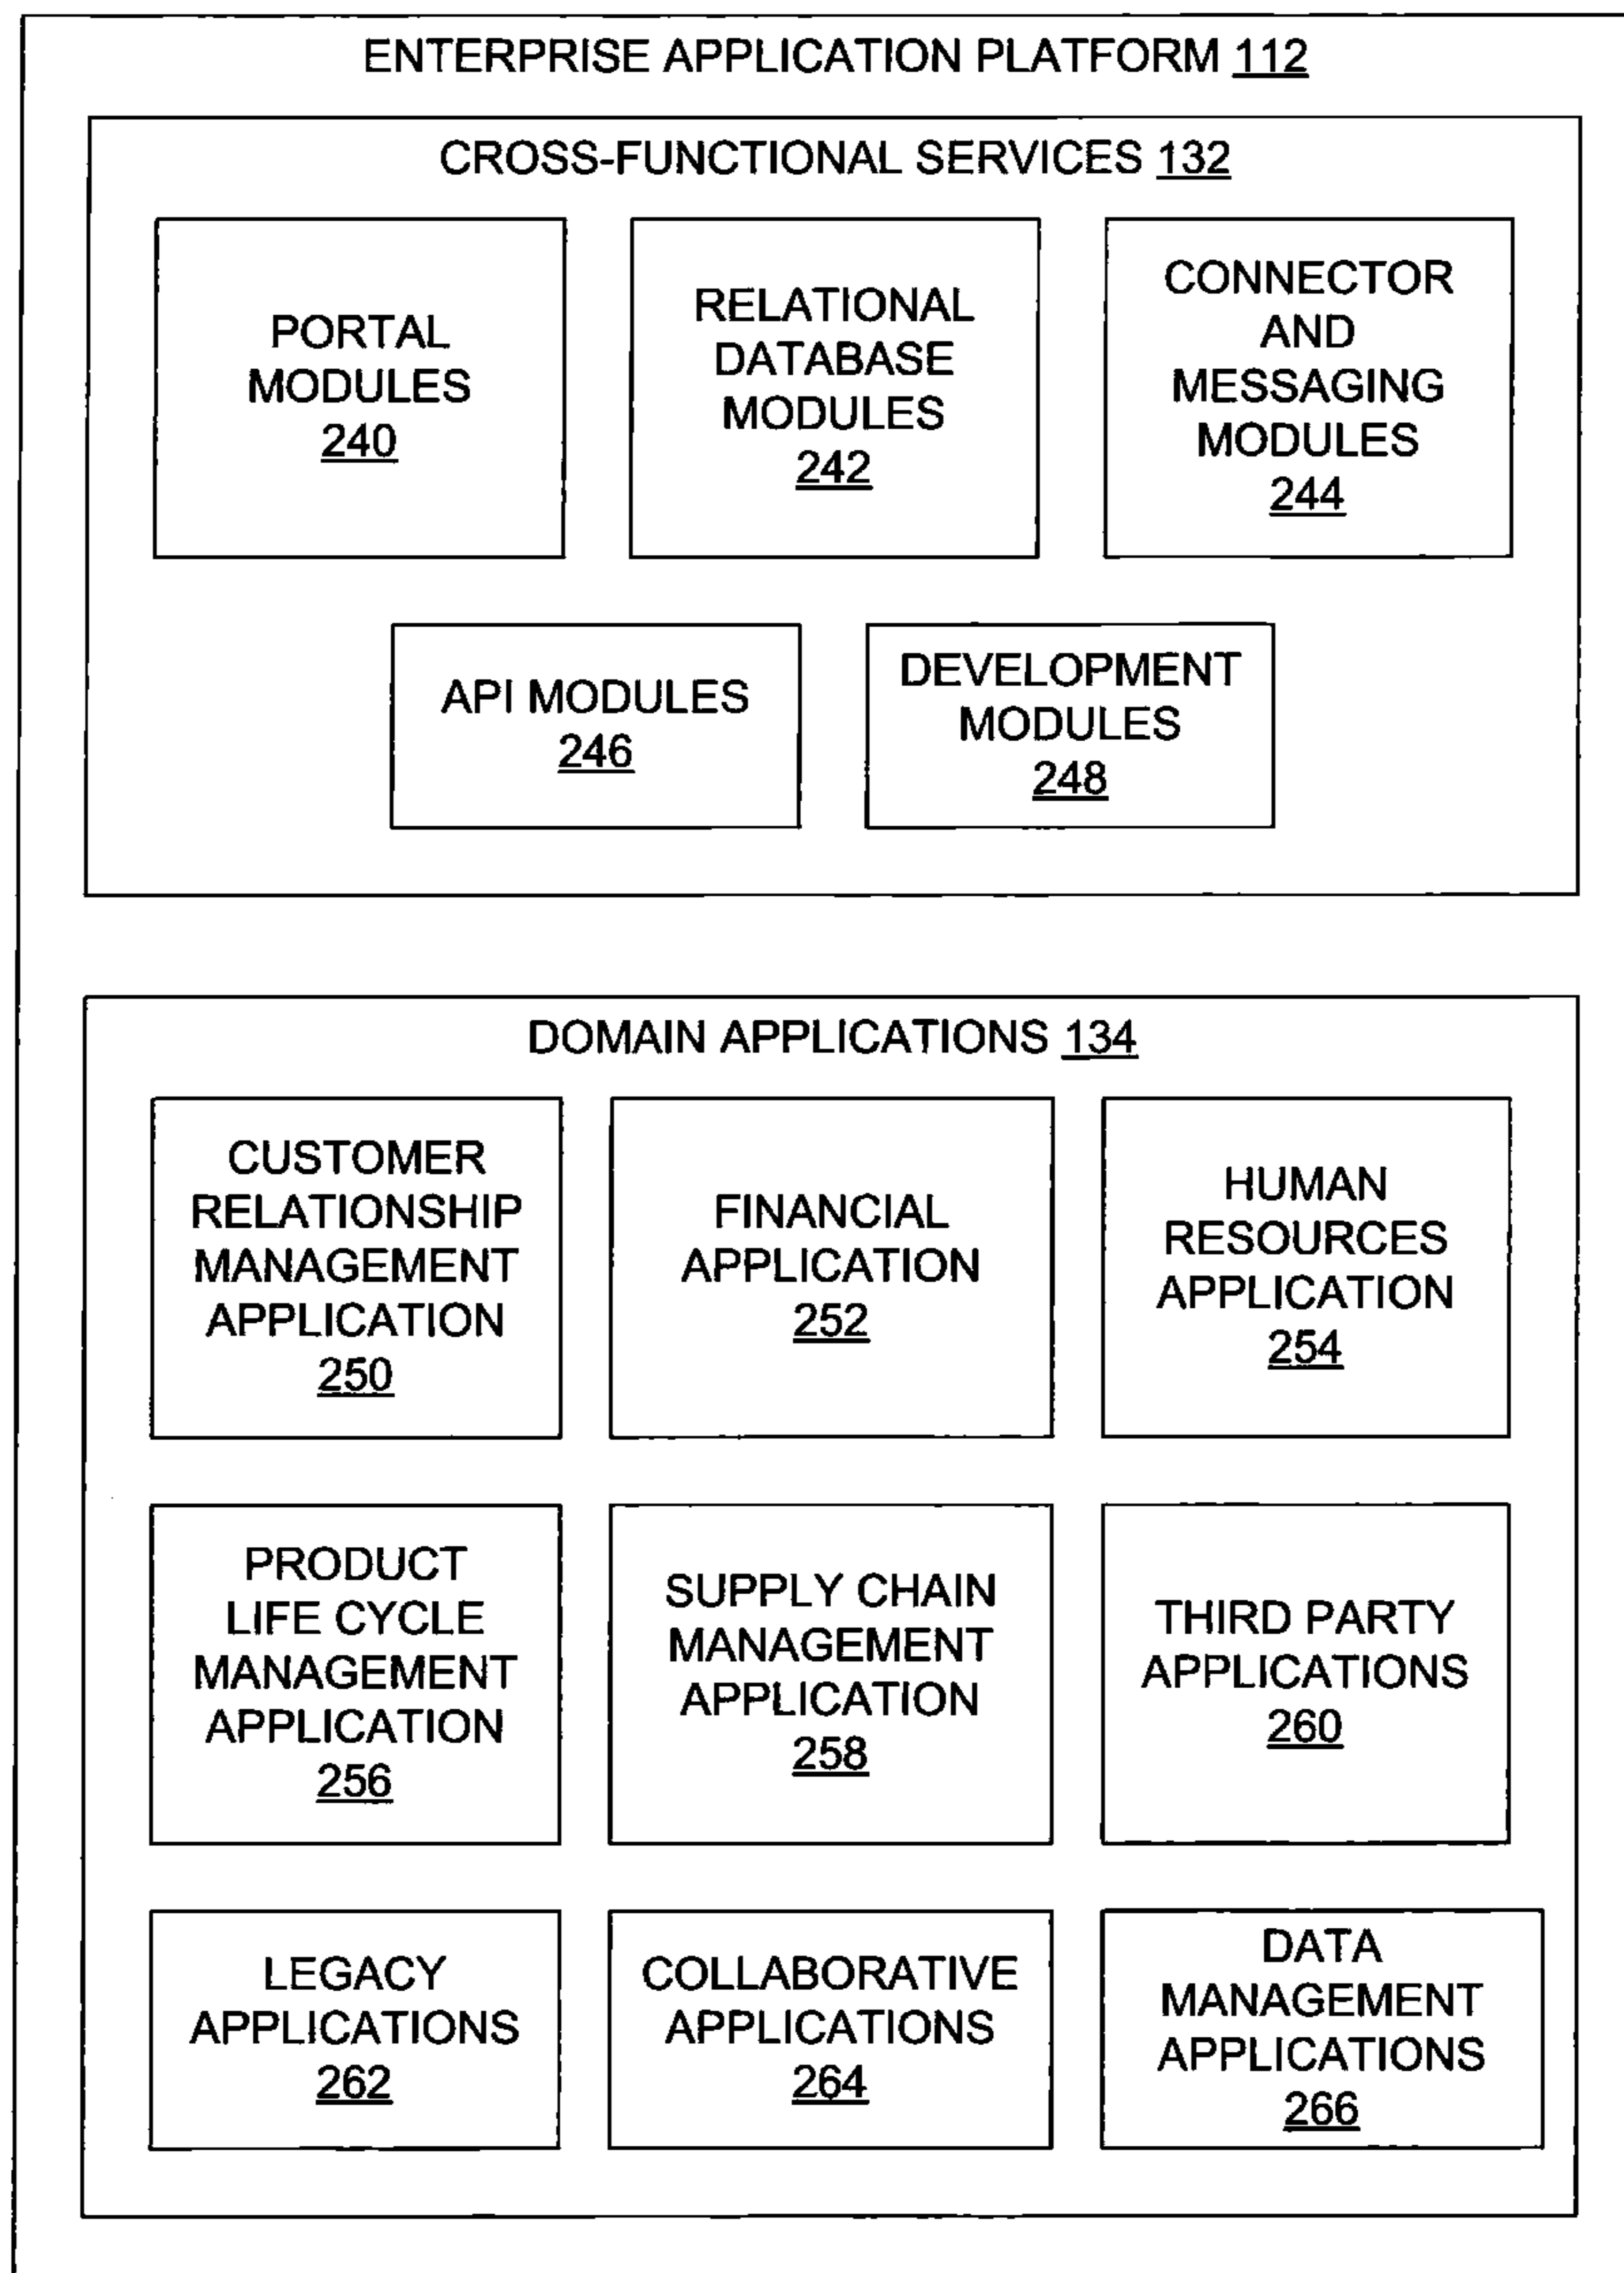 ENTERPRISE APPLICATION PLATFORM 112
CROSS-FUNCTIONAL SERVICES 132
PORTAL
MODULES
240
RELATIONAL
DATABASE
MODULES
242
CONNECTOR
AND
MESSAGING
MODULES
244
API MODULES
246
DEVELOPMENT
MODULES
248
DOMAIN APPLICATIONS 134
CUSTOMER
RELATIONSHIP
MANAGEMENT
APPLICATION
250
FINANCIAL
APPLICATION
252
HUMAN
RESOURCES
APPLICATION
254
PRODUCT
LIFE CYCLE
MANAGEMENT
APPLICATION
256
SUPPLY CHAIN
MANAGEMENT
APPLICATION
258
THIRD PARTY
APPLICATIONS
260
LEGACY
APPLICATIONS
262
COLLABORATIVE
APPLICATIONS
264
DATA
MANAGEMENT
APPLICATIONS
266